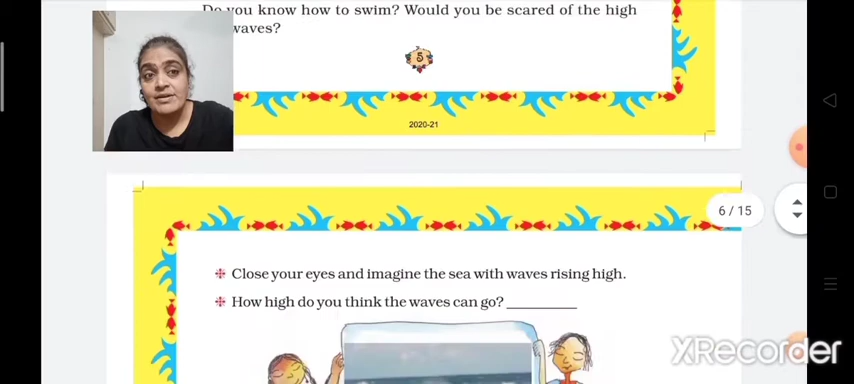 Do you know how to swim? Would you be scared of the high
waves?
5
2020-21
6 / 15
Close your eyes and imagine the sea with waves rising high.
How high do you think the waves can go? __________
XRecorder